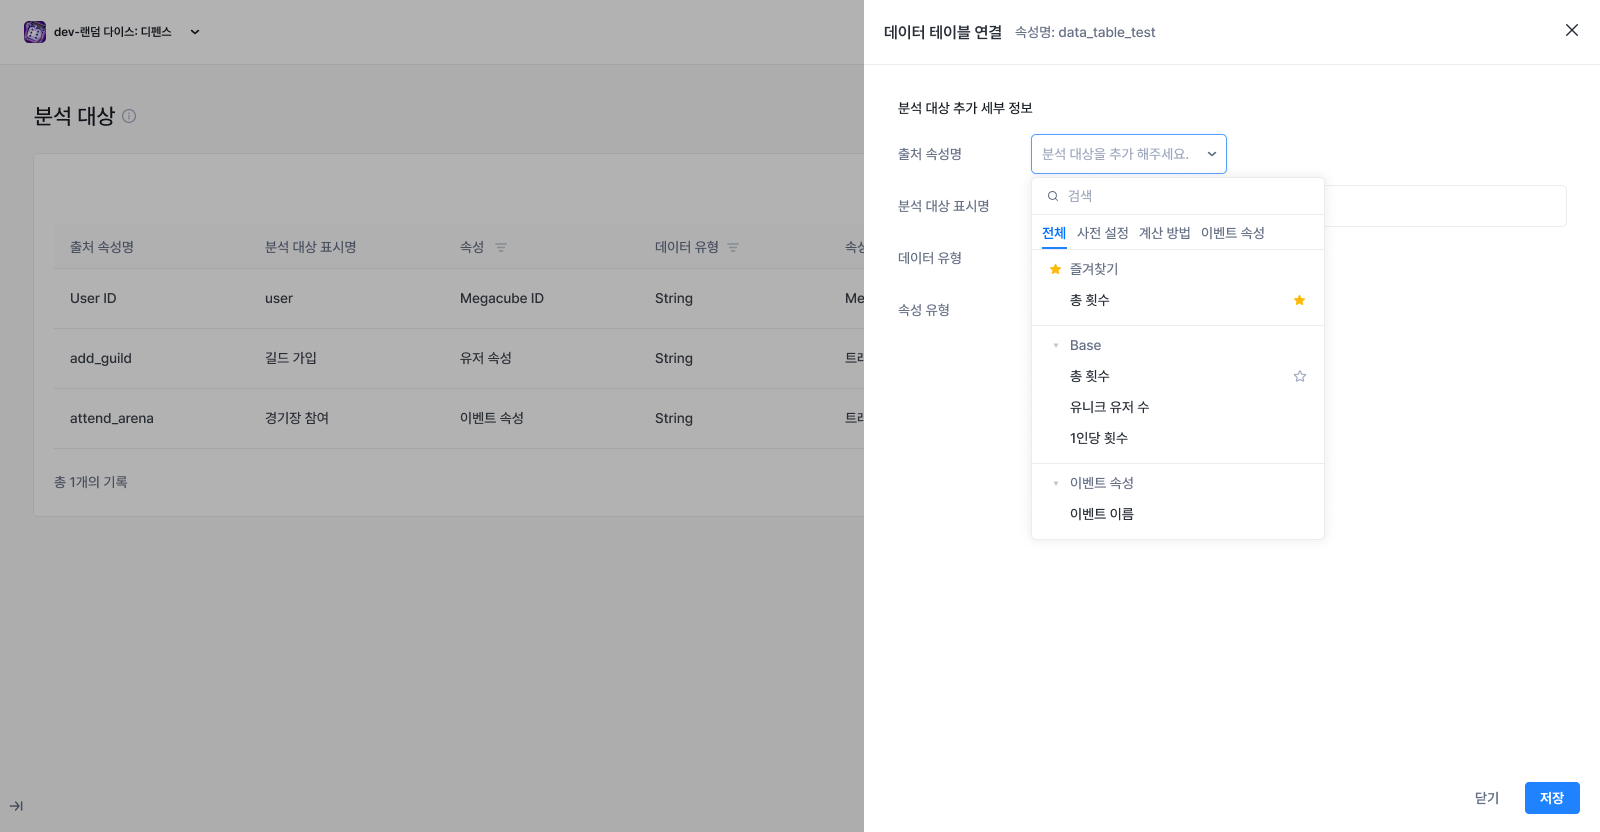 dev-랜덤 다이스: 디펜스
분석 대상
출처 속성명 분석 대상 표시명 속성 데이터 유형
User ID user Megacube ID String Me
add_guild 길드 가입 유저 속성 String
attend_arena 경기장 참여 이벤트 속성 String
총 1개의 기록
데이터 테이블 연결 속성명: data_table_test
분석 대상 추가 세부 정보
출처 속성명 분석 대상을 추가 해주세요.
분석 대상 표시명
데이터 유형
속성 유형
검색
전체 사전 설정 계산 방법 이벤트 속성
즐겨찾기
총 횟수
Base
총 횟수
유니크 유저 수
1인당 횟수
이벤트 속성
이벤트 이름
닫기 저장